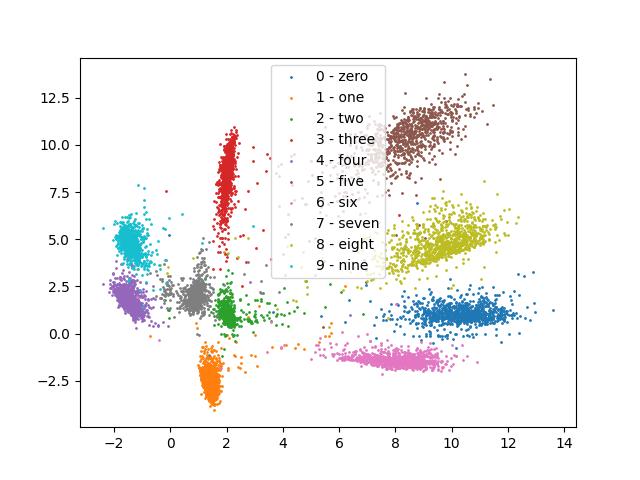 0 - zero
1 - one
2 - two
3 - three
4 - four
5 - five
6 - six
7 - seven
8 - eight
9 - nine
12.5
10.0
7.5
5.0
2.5
0.0
−2.5
−2 0 2 4 6 8 10 12 14